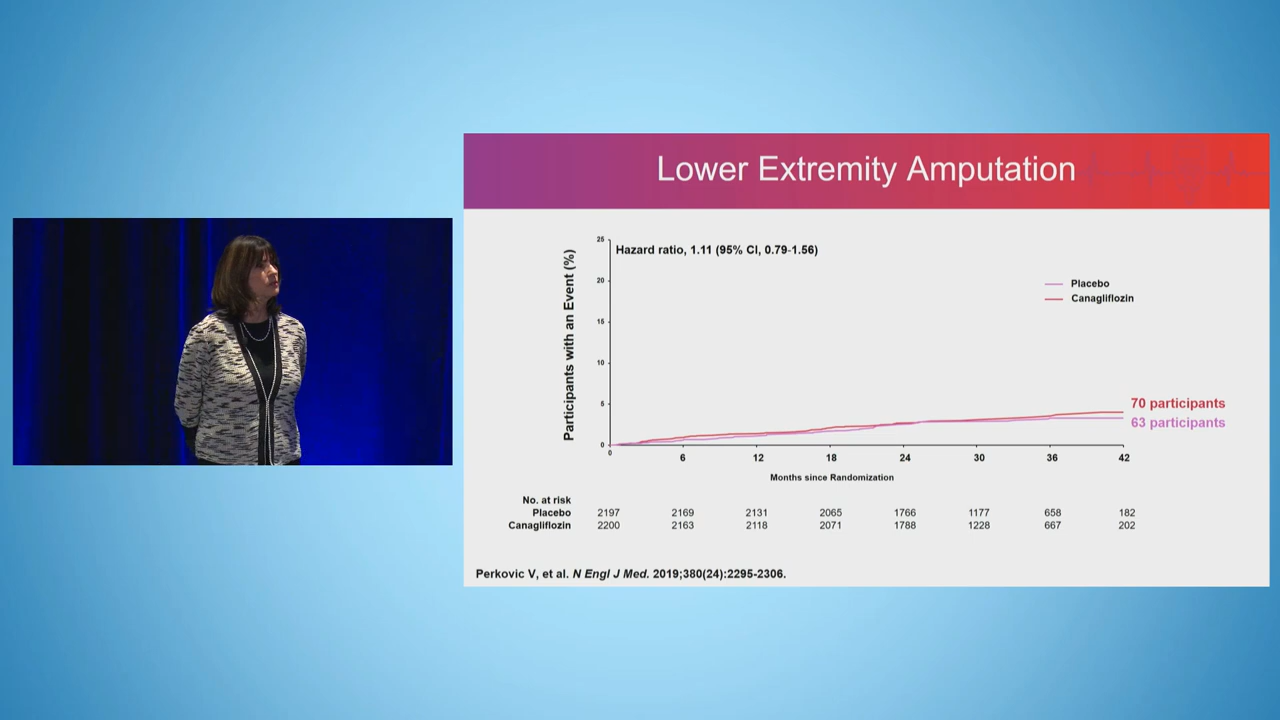 Lower Extremity Amputation
Hazard ratio, 1.11 (95% CI, 0.79-1.56)
Participants with an Event (%)
25
20
15
10
5
0
Placebo
Canagliflozin
70 participants
63 participants
0 6 12 18 24 30 36 42
Months since Randomization
No. at risk
Placebo 2197 2169 2131 2065 1766 1177 658 182
Canagliflozin 2200 2163 2118 2071 1788 1228 667 202
Perkovic V, et al. N Engl J Med. 2019;380(24):2295-2306.